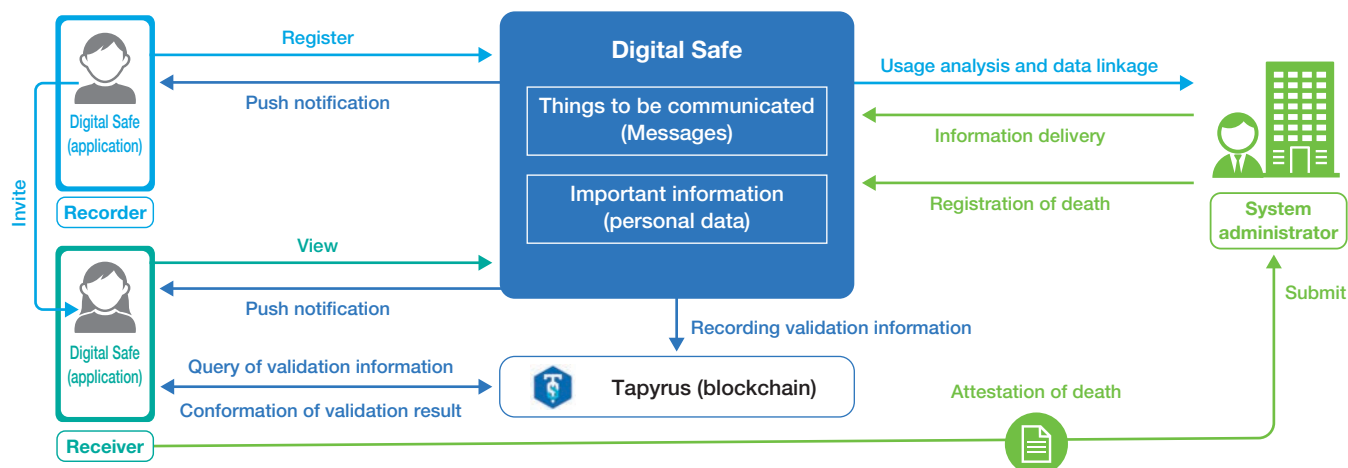 Register
Push notification
Digital Safe
(application)
Recorder
Invite
View
Push notification
Digital Safe
(application)
Query of validation information
Conformation of validation result
Receiver
Digital Safe
Things to be communicated
(Messages)
Important information
(personal data)
Recording validation information
Tapyrus (blockchain)
Usage analysis and data linkage
Information delivery
Registration of death
System
administrator
Submit
Attestation of death